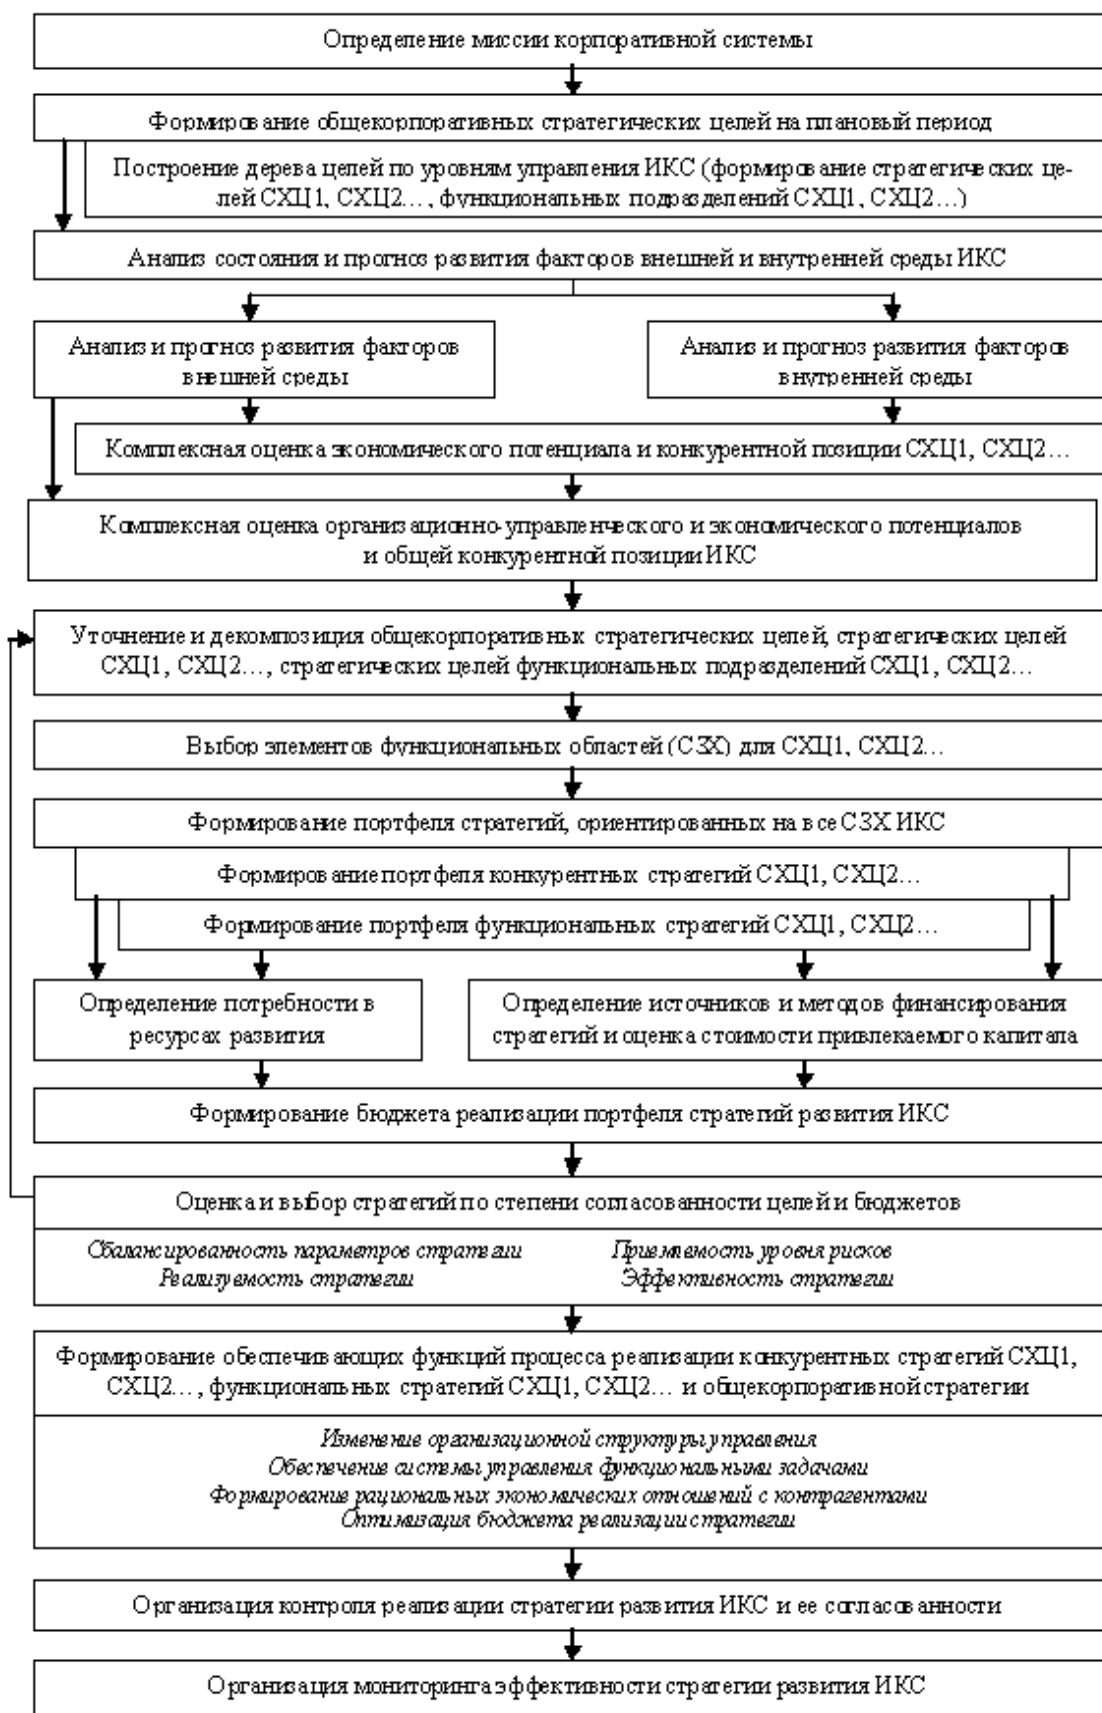 Определение миссии корпоративной системы
Формирование общекорпоративных стратегических целей на плановый период
Построение дерева целей по уровням управления ИКС (формирование стратегических це-
лей СХЦ1, СХЦ2…, функциональных подразделений СХЦ1, СХЦ2…)
Анализ состояния и прогноз развития факторов внешней и внутренней среды ИКС
Анализ и прогноз развития факторов
внешней среды
Анализ и прогноз развития факторов
внутренней среды
Комплексная оценка экономического потенциала и конкурентной позиции СХЦ1, СХЦ2…
Комплексная оценка организационно-управленческого и экономического потенциалов
и общей конкурентной позиции ИКС
Уточнение и декомпозиция общекорпоративных стратегических целей, стратегических целей
СХЦ1, СХЦ2…, стратегических целей функциональных подразделений СХЦ1, СХЦ2…
Выбор элементов функциональных областей (СЗХ) для СХЦ1, СХЦ2…
Формирование портфеля стратегий, ориентированных на все СЗХ ИКС
Формирование портфеля конкурентных стратегий СХЦ1, СХЦ2…
Формирование портфеля функциональных стратегий СХЦ1, СХЦ2…
Определение потребности в
ресурсах развития
Определение источников и методов финансирования
стратегий и оценка стоимости привлекаемого капитала
Формирование бюджета реализации портфеля стратегий развития ИКС
Оценка и выбор стратегий по степени согласованности целей и бюджетов
Сбалансированность параметров стратегии Приемлемость уровня рисков
Реализуемость стратегии Эффективность стратегии
Формирование обеспечивающих функций процесса реализации конкурентных стратегий СХЦ1,
СХЦ2…, функциональных стратегий СХЦ1, СХЦ2… и общекорпоративной стратегии
Изменение организационной структуры управления
Обеспечение системы управления функциональными задачами
Формирование рациональных экономических отношений с контрагентами
Оптимизация бюджета реализации стратегии
Организация контроля реализации стратегии развития ИКС и ее согласованности
Организация мониторинга эффективности стратегии развития ИКС